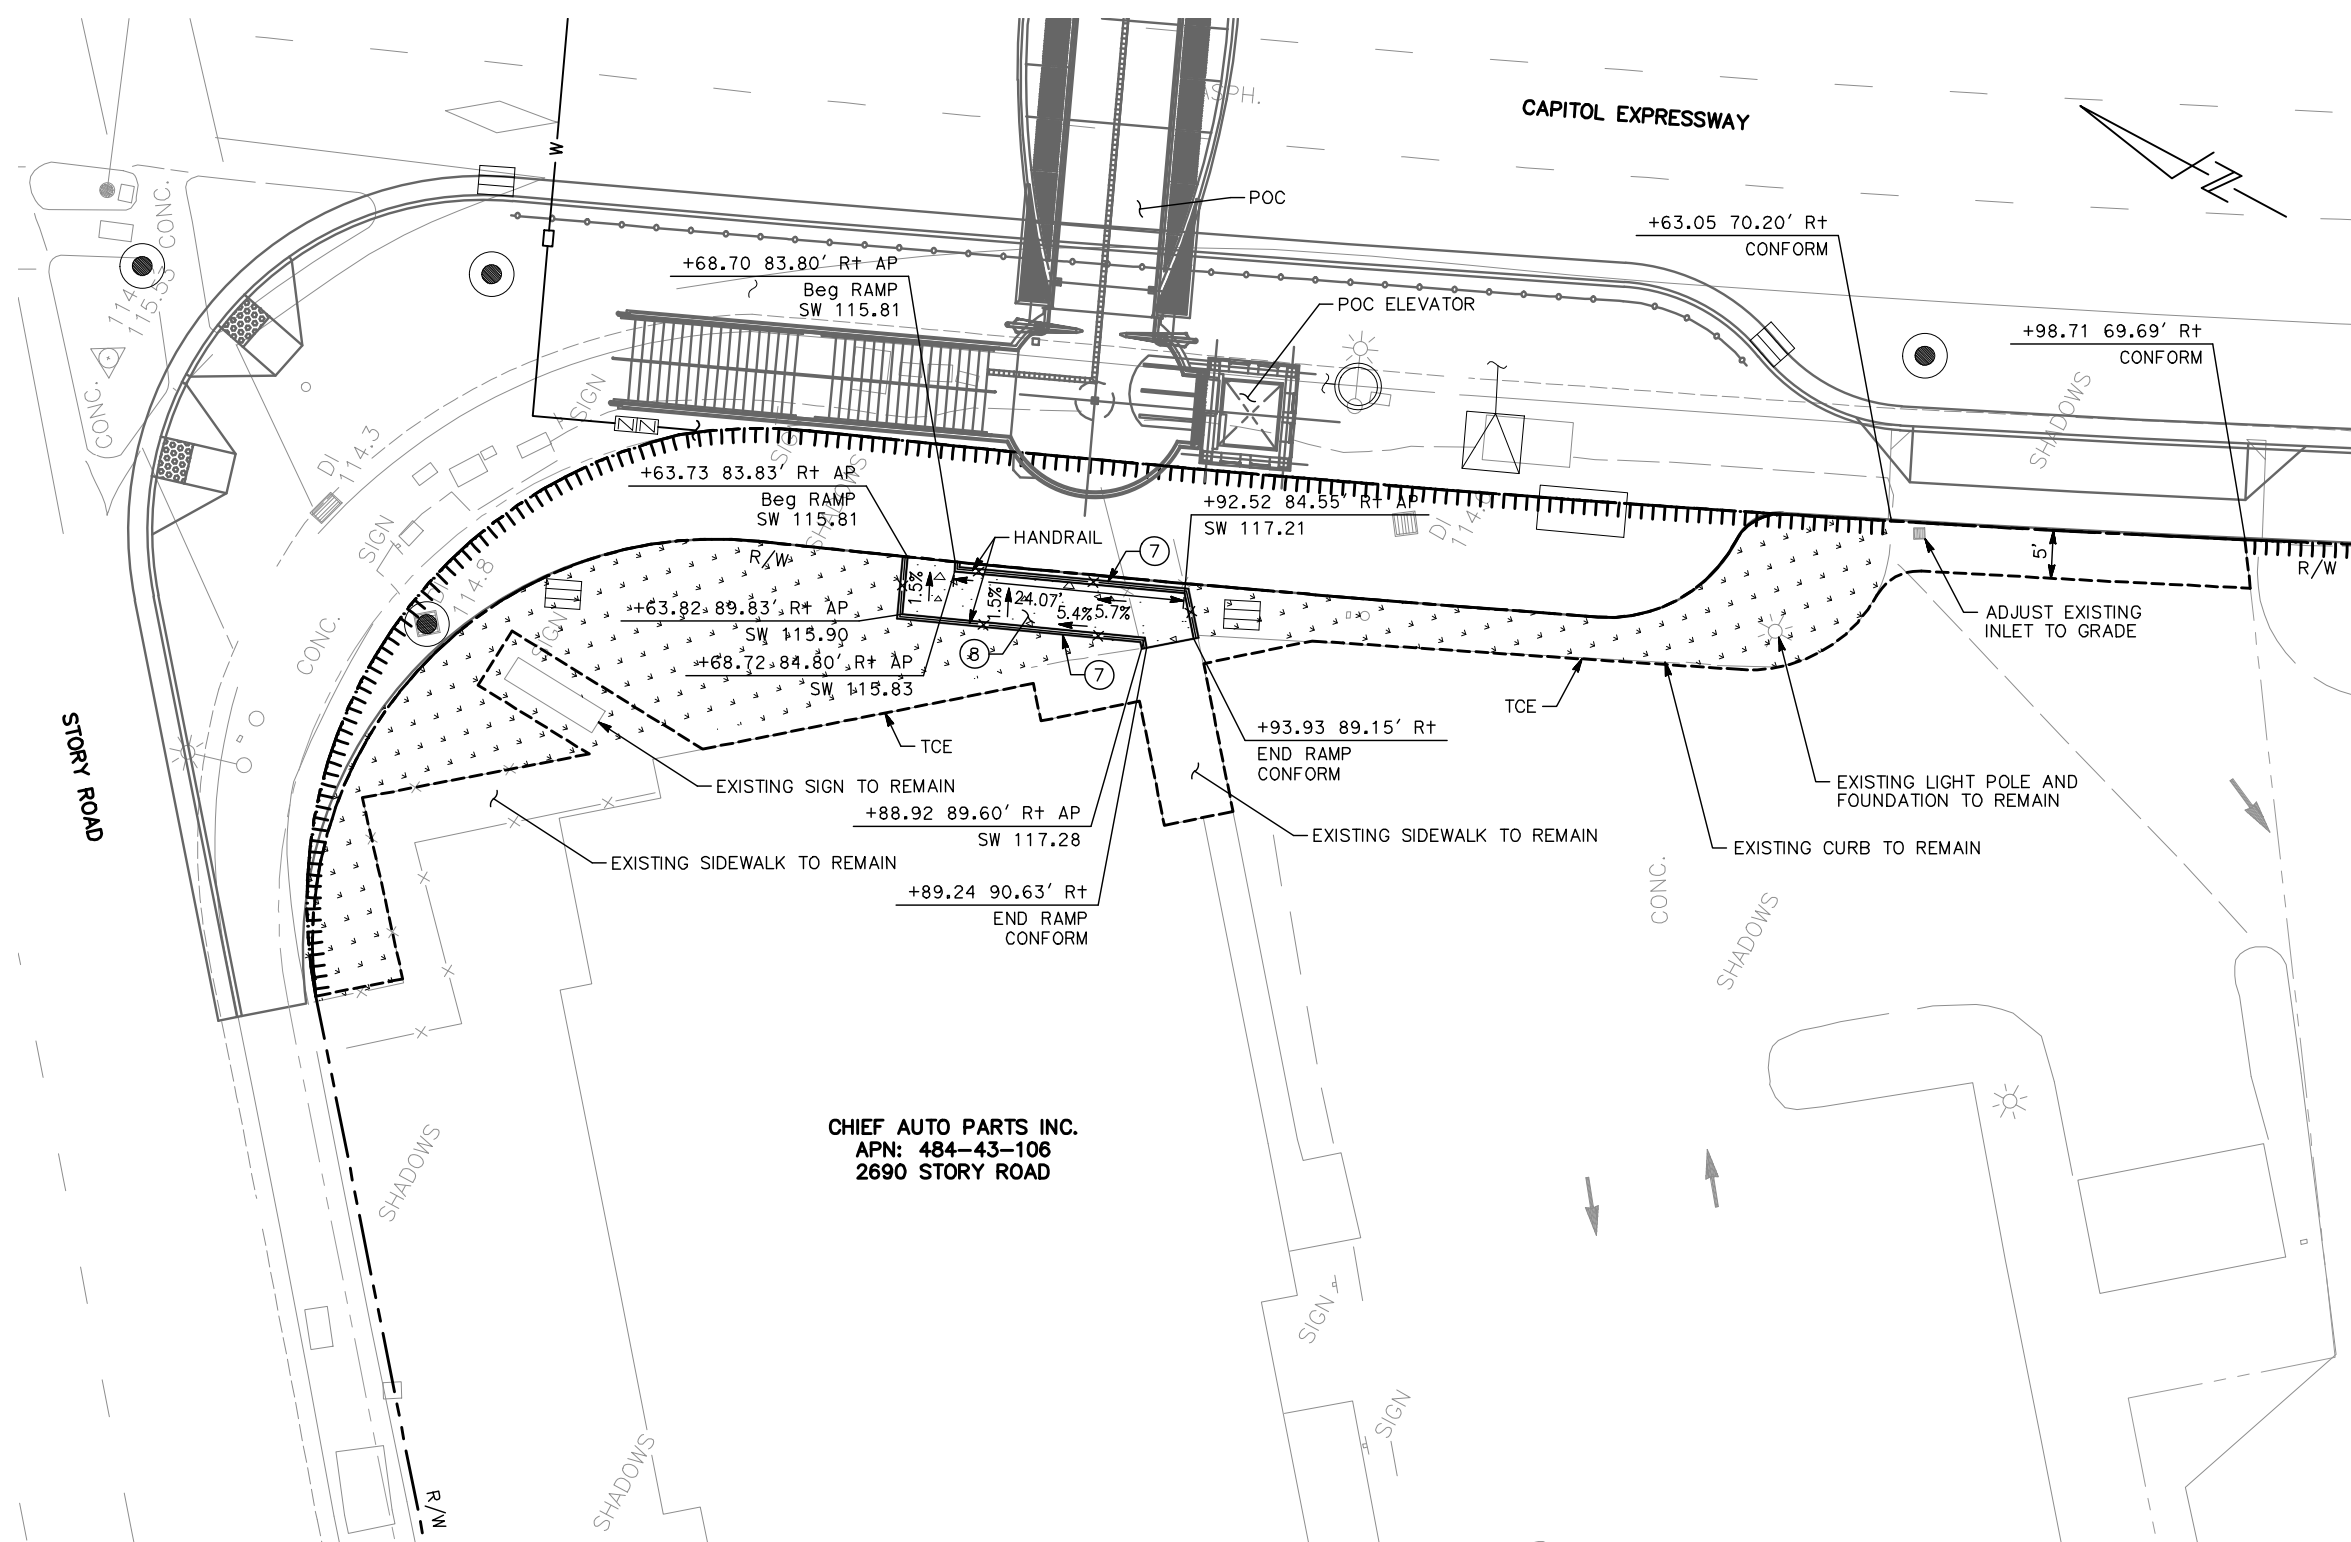 ASPH.
CAPITOL EXPRESSWAY
N
W
POC
CONC.
115.53
+63.05 70.20' Rt
CONFORM
+68.70 83.80' Rt AP
Beg RAMP
SW 115.81
POC ELEVATOR
+98.71 69.69' Rt
CONFORM
CONC.
SIGN
SHADOWS
DI
114.3
+63.73 83.83' Rt AP
Beg RAMP
SW 115.81
SHADOWS
+92.52 84.55' Rt AP
SW 117.21
DI
SIGN
HANDRAIL
7
R/W
5'
R/W
114.8
1.5%
1.5%
24.07'
5.4%
5.7%
+63.82 89.83' Rt AP
SW 115.90
ADJUST EXISTING
INLET TO GRADE
CONC.
SIGN
8
7
+68.72 84.80' Rt AP
SW 115.83
TCE
TCE
+93.93 89.15' Rt
END RAMP
CONFORM
STORY ROAD
EXISTING SIGN TO REMAIN
EXISTING LIGHT POLE AND
FOUNDATION TO REMAIN
+88.92 89.60' Rt AP
SW 117.28
EXISTING SIDEWALK TO REMAIN
EXISTING CURB TO REMAIN
EXISTING SIDEWALK TO REMAIN
+89.24 90.63' Rt
END RAMP
CONFORM
CONC.
SHADOWS
CHIEF AUTO PARTS INC.
APN: 484-43-106
2690 STORY ROAD
SHADOWS
SIGN
SIGN
SHADOWS
R/W